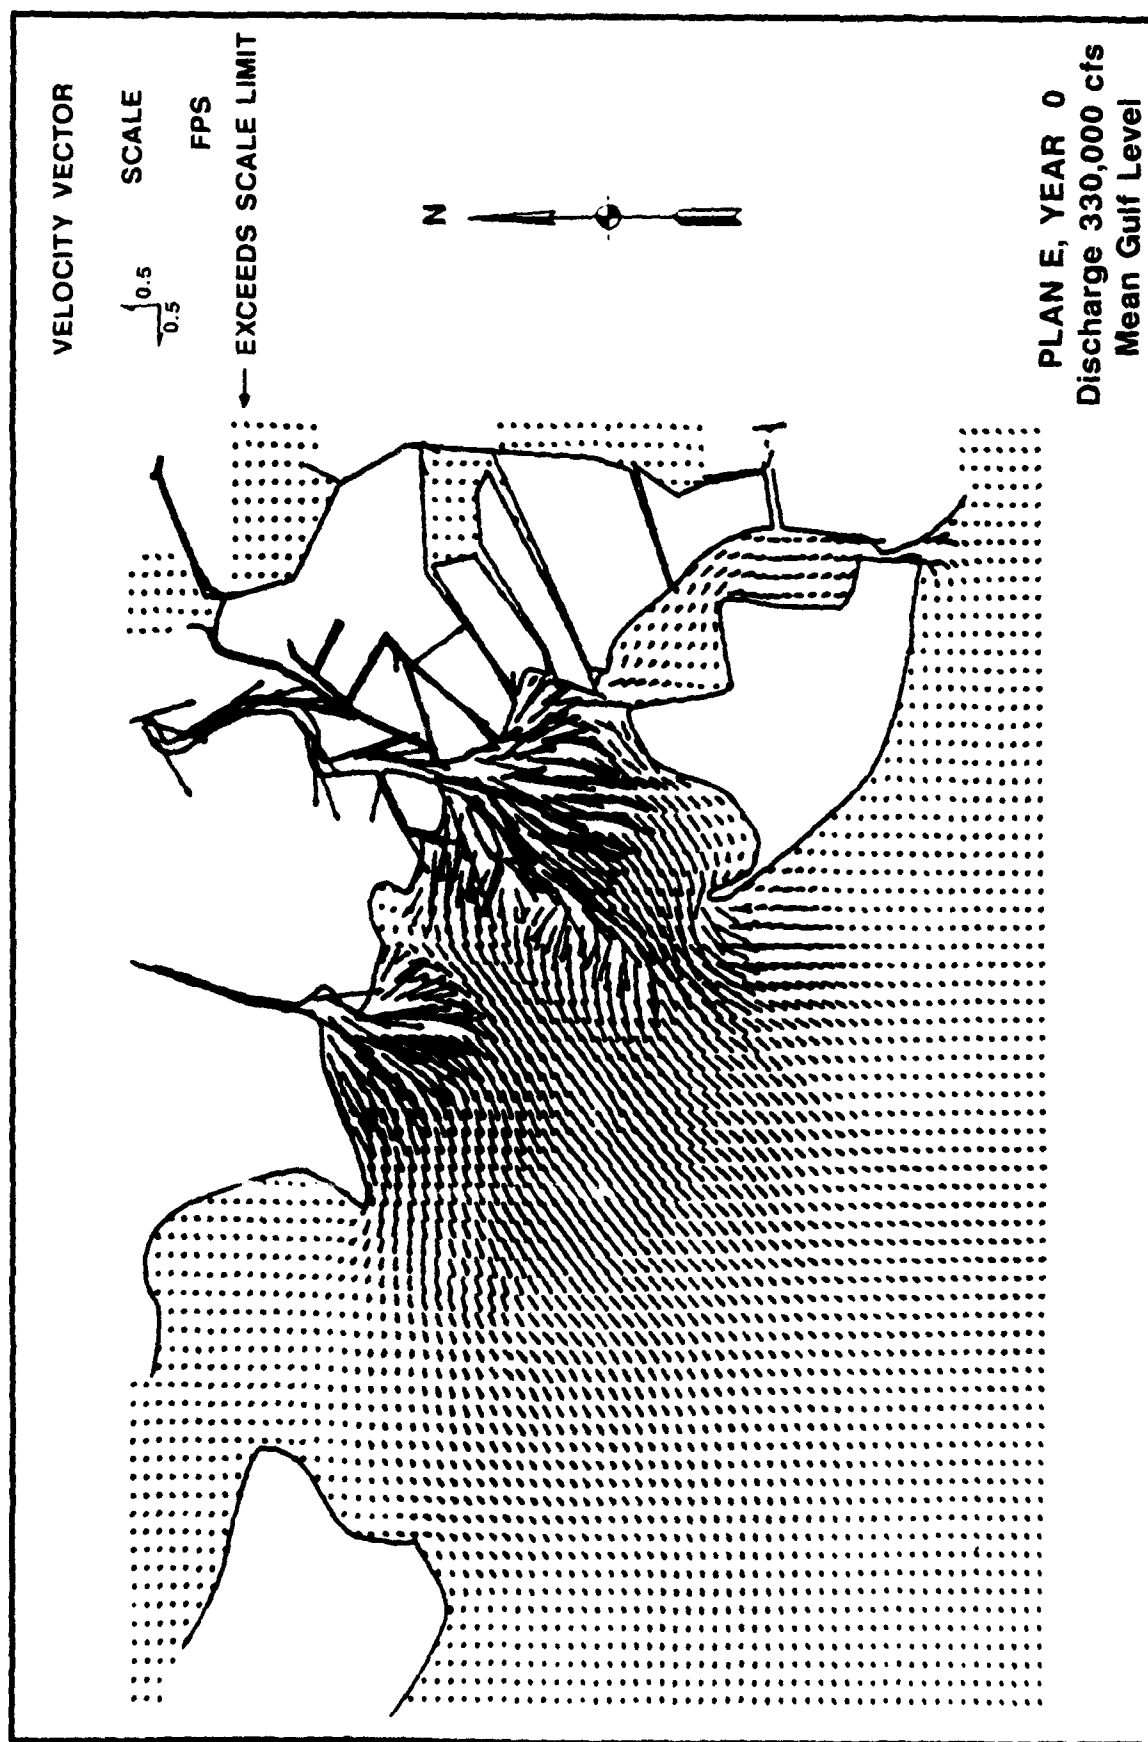 VELOCITY VECTOR
0.5
0.5
SCALE
FPS
← EXCEEDS SCALE LIMIT
N
PLAN E, YEAR 0
Discharge 330,000 cfs
Mean Gulf Level